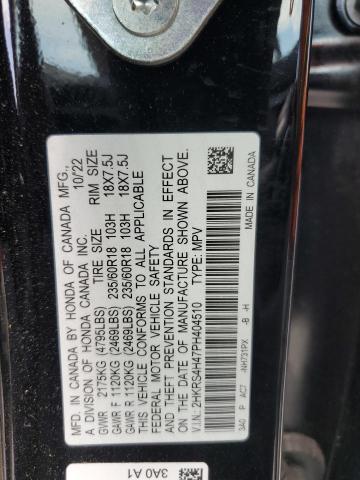 MFD. IN CANADA BY HONDA OF CANADA MFG., 10/22
A DIVISION OF HONDA CANADA INC.
TIRE SIZE RIM SIZE
GVWR 2175KG (4795LBS)
GAWR F 1120KG (2469LBS) 235/60R18 103H 18X7.5J
GAWR R 1120KG (2469LBS) 235/60R18 103H 18X7.5J
THIS VEHICLE CONFORMS TO ALL APPLICABLE
FEDERAL MOTOR VEHICLE SAFETY
AND THEFT PREVENTION STANDARDS IN EFFECT
ON THE DATE OF MANUFACTURE SHOWN ABOVE.
V.I.N.: 2HKRS4H47PH404510 TYPE: MPV
3A0 P AC7 -NH731PX -B -H
MADE IN CANADA
3A0 A1